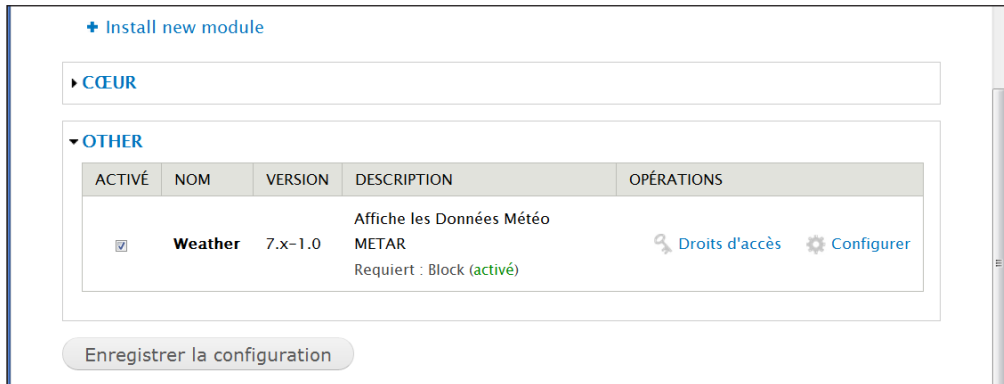 Install new module
CŒUR
OTHER
ACTIVÉ NOM VERSION DESCRIPTION OPÉRATIONS
Affiche les Données Météo
Weather 7.x-1.0 METAR Droits d'accès Configurer
Requiert : Block (activé)
Enregistrer la configuration